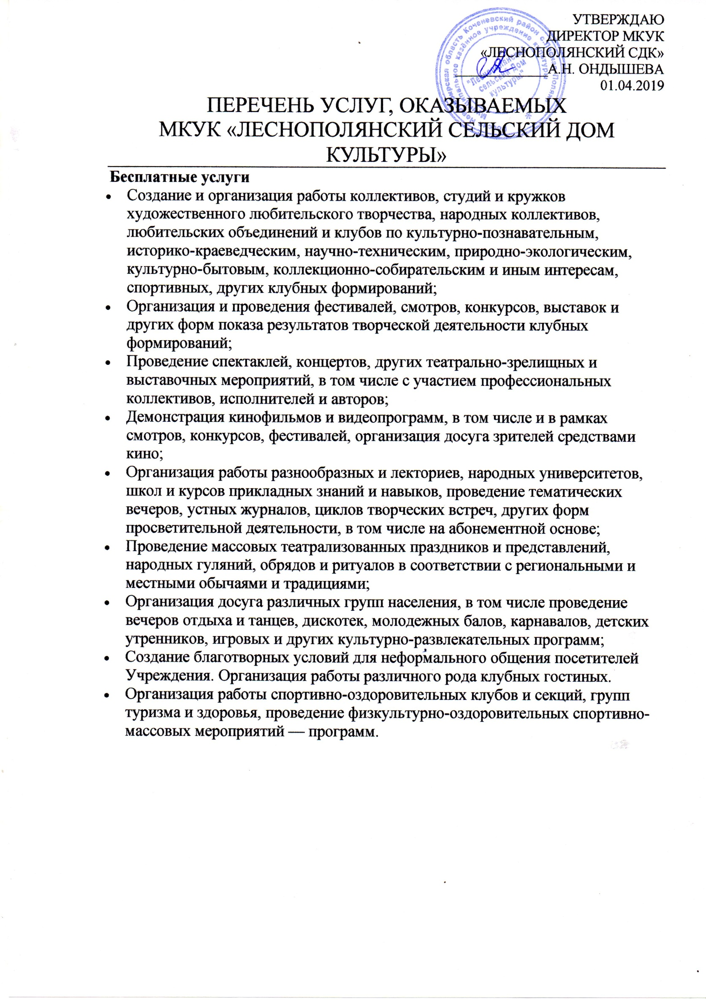 УТВЕРЖДАЮ
ДИРЕКТОР МКУК
«ЛЕСНОПОЛЯНСКИЙ СДК»
А.Н. ОНДЫШЕВА
01.04.2019
Новосибирская область Коченевский район с.Лесная Поляна
Муниципальное казённое учреждение культуры
"Леснополянский
сельский Дом
культуры"
ПЕРЕЧЕНЬ УСЛУГ, ОКАЗЫВАЕМЫХ
МКУК «ЛЕСНОПОЛЯНСКИЙ СЕЛЬСКИЙ ДОМ
КУЛЬТУРЫ»
Бесплатные услуги
• Создание и организация работы коллективов, студий и кружков
художественного любительского творчества, народных коллективов,
любительских объединений и клубов по культурно-познавательным,
историко-краеведческим, научно-техническим, природно-экологическим,
культурно-бытовым, коллекционно-собирательским и иным интересам,
спортивных, других клубных формирований;
• Организация и проведения фестивалей, смотров, конкурсов, выставок и
других форм показа результатов творческой деятельности клубных
формирований;
• Проведение спектаклей, концертов, других театрально-зрелищных и
выставочных мероприятий, в том числе с участием профессиональных
коллективов, исполнителей и авторов;
• Демонстрация кинофильмов и видеопрограмм, в том числе и в рамках
смотров, конкурсов, фестивалей, организация досуга зрителей средствами
кино;
• Организация работы разнообразных и лекториев, народных университетов,
школ и курсов прикладных знаний и навыков, проведение тематических
вечеров, устных журналов, циклов творческих встреч, других форм
просветительной деятельности, в том числе на абонементной основе;
• Проведение массовых театрализованных праздников и представлений,
народных гуляний, обрядов и ритуалов в соответствии с региональными и
местными обычаями и традициями;
• Организация досуга различных групп населения, в том числе проведение
вечеров отдыха и танцев, дискотек, молодежных балов, карнавалов, детских
утренников, игровых и других культурно-развлекательных программ;
• Создание благотворных условий для неформального общения посетителей
Учреждения. Организация работы различного рода клубных гостиных.
• Организация работы спортивно-оздоровительных клубов и секций, групп
туризма и здоровья, проведение физкультурно-оздоровительных спортивно-
массовых мероприятий — программ.